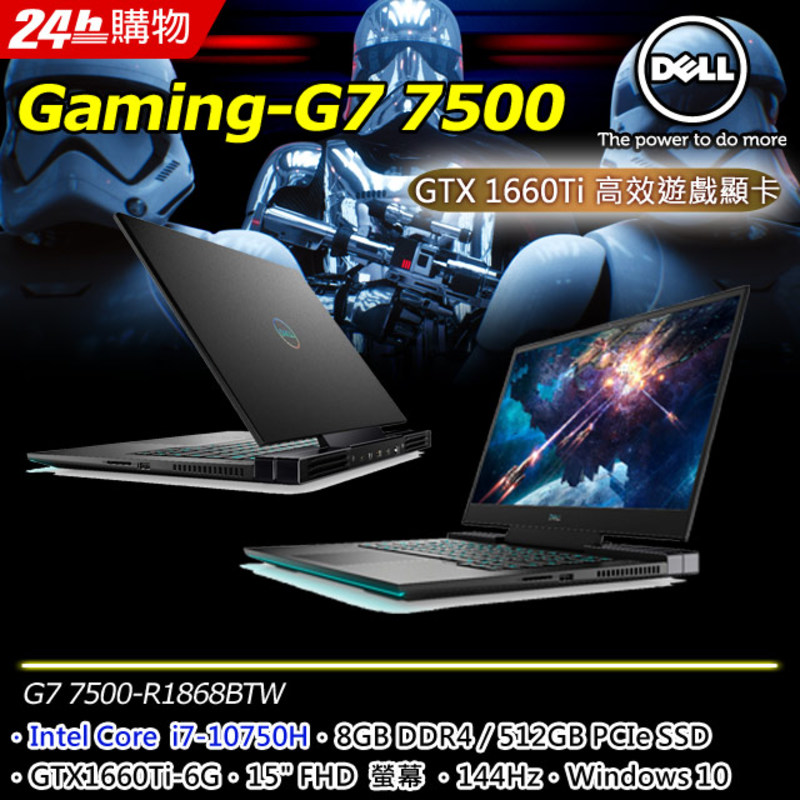 24h購物
DELL
Gaming-G7 7500
The power to do more
GTX 1660Ti 高效遊戲顯卡
DELL
DELL
G7 7500-R1868BTW
·Intel Core i7-10750H·8GB DDR4 / 512GB PCIe SSD
·GTX1660Ti-6G·15" FHD 螢幕 ·144Hz·Windows 10